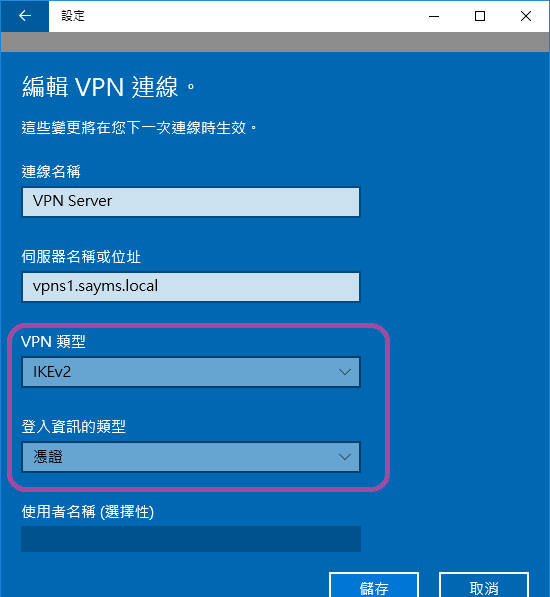 設定
編輯 VPN 連線。
這些變更將在您下一次連線時生效。
連線名稱
VPN Server
伺服器名稱或位址
vpns1.sayms.local
VPN 類型
IKEv2
登入資訊的類型
憑證
使用者名稱 (選擇性)
儲存
取消